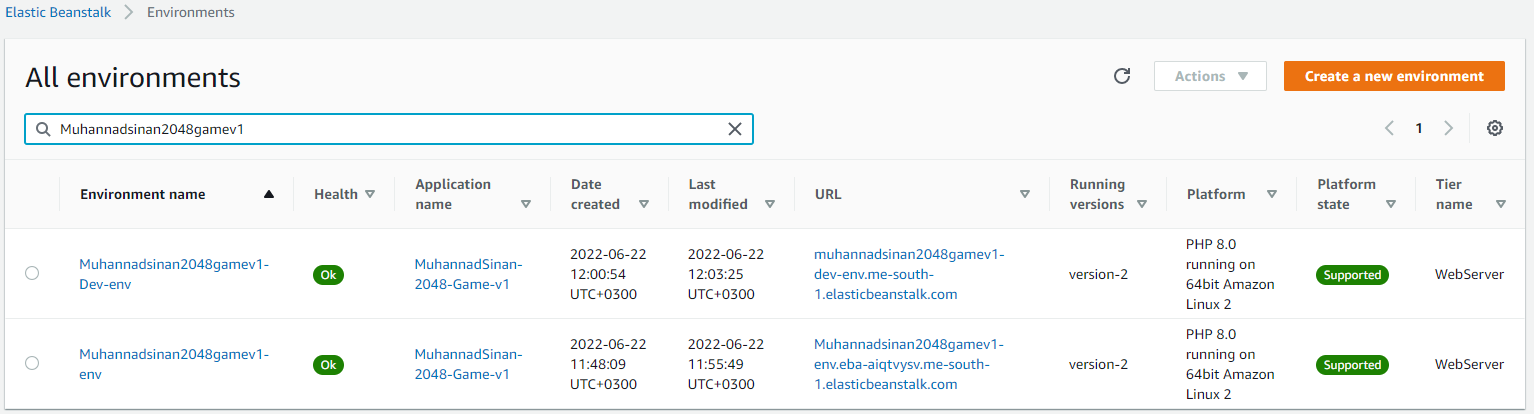 Elastic Beanstalk > Environments
All environments
Actions
Create a new environment
Muhannadsinan2048gamev1
1
Environment name
Health
Application
name
Date
created
Last
modified
URL
Running
versions
Platform
Platform
state
Tier
name
Muhannadsinan2048gamev1-
Dev-env
Ok
MuhannadSinan-
2048-Game-v1
2022-06-22
12:00:54
UTC+0300
2022-06-22
12:03:25
UTC+0300
muhannadsinan2048gamev1-
dev-env.me-south-
1.elasticbeanstalk.com
version-2
PHP 8.0
running on
64bit Amazon
Linux 2
Supported
WebServer
Muhannadsinan2048gamev1-
env
Ok
MuhannadSinan-
2048-Game-v1
2022-06-22
11:48:09
UTC+0300
2022-06-22
11:55:49
UTC+0300
Muhannadsinan2048gamev1-
env.eba-aiqtvysv.me-south-
1.elasticbeanstalk.com
version-2
PHP 8.0
running on
64bit Amazon
Linux 2
Supported
WebServer